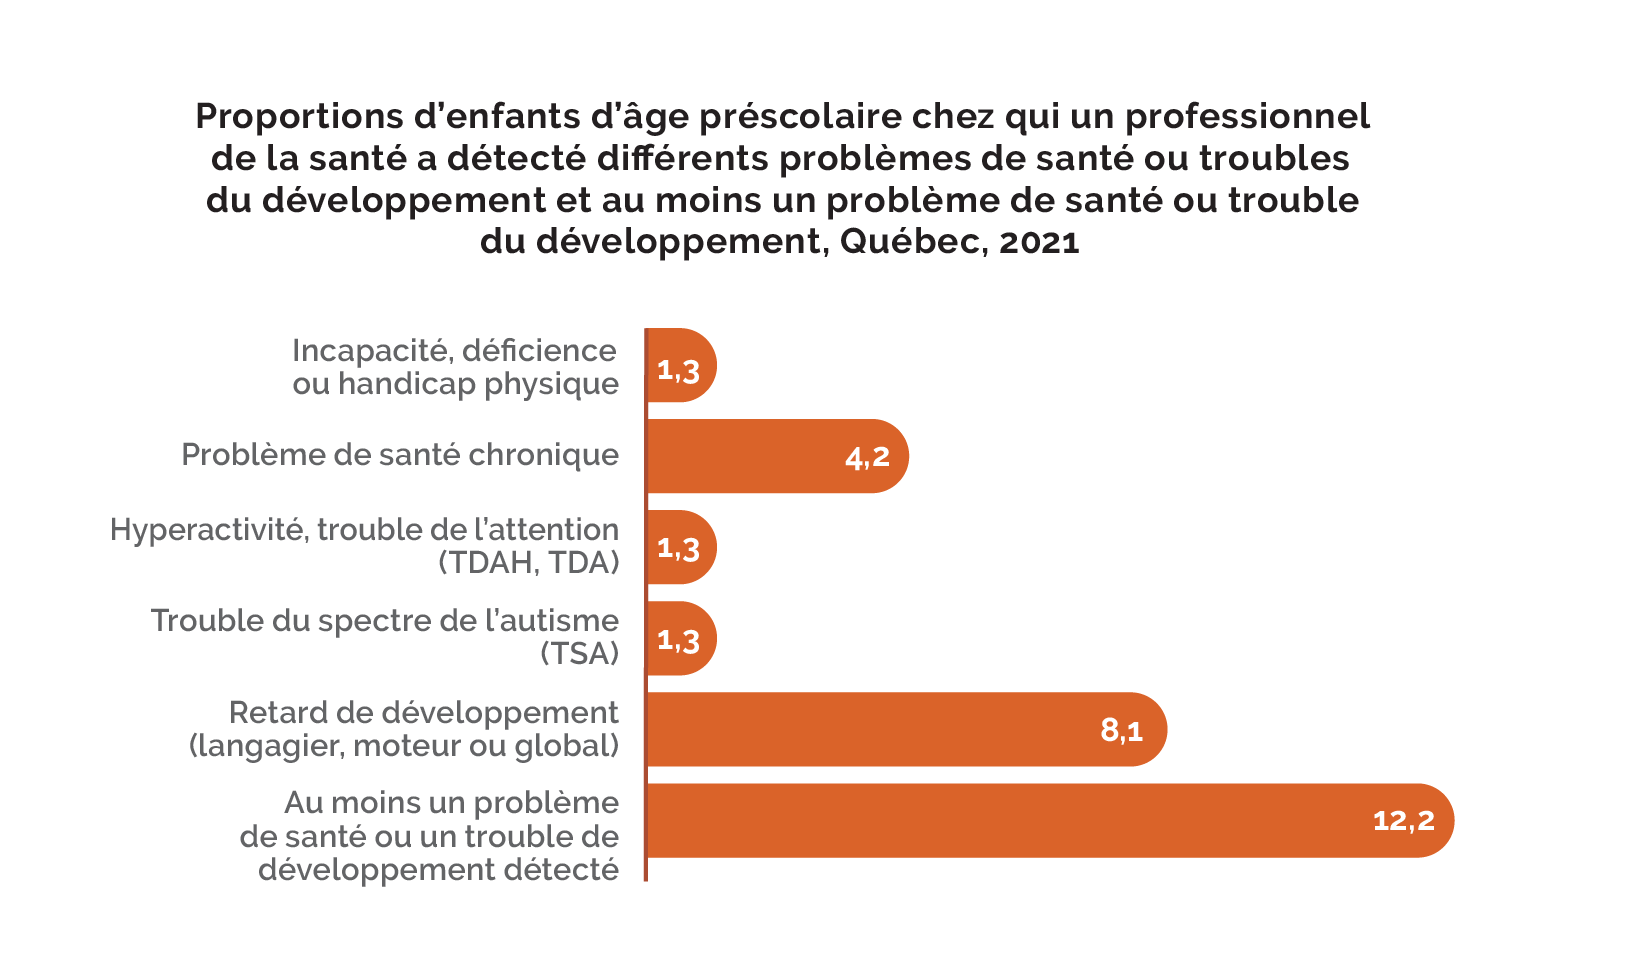 Proportions d’enfants d’âge préscolaire chez qui un professionnel
de la santé a détecté différents problèmes de santé ou troubles
du développement et au moins un problème de santé ou trouble
du développement, Québec, 2021
Incapacité, déficience
ou handicap physique
1,3
Problème de santé chronique
4,2
Hyperactivité, trouble de l’attention
(TDAH, TDA)
1,3
Trouble du spectre de l’autisme
(TSA)
1,3
Retard de développement
(langagier, moteur ou global)
8,1
Au moins un problème
de santé ou un trouble de
développement détecté
12,2